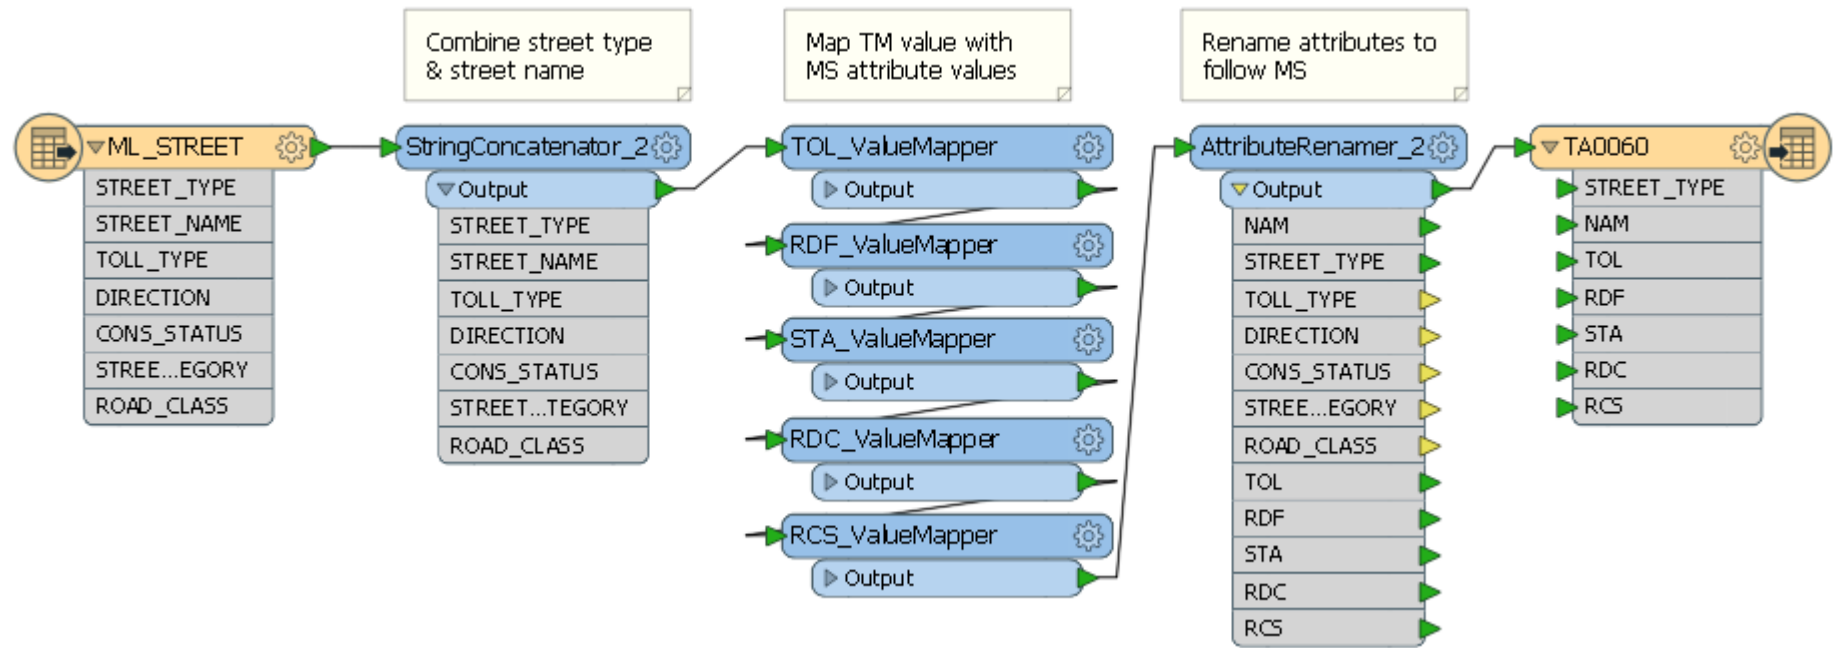 Combine street type
& street name
Map TM value with
MS attribute values
Rename attributes to
follow MS
ML_STREET
STREET_TYPE
STREET_NAME
TOLL_TYPE
DIRECTION
CONS_STATUS
STREE...EGORY
ROAD_CLASS
StringConcatenator_2
Output
STREET_TYPE
STREET_NAME
TOLL_TYPE
DIRECTION
CONS_STATUS
STREET...TEGORY
ROAD_CLASS
TOL_ValueMapper
Output
RDF_ValueMapper
Output
STA_ValueMapper
Output
RDC_ValueMapper
Output
RCS_ValueMapper
Output
AttributeRenamer_2
Output
NAM
STREET_TYPE
TOLL_TYPE
DIRECTION
CONS_STATUS
STREE...EGORY
ROAD_CLASS
TOL
RDF
STA
RDC
RCS
TA0060
STREET_TYPE
NAM
TOL
RDF
STA
RDC
RCS